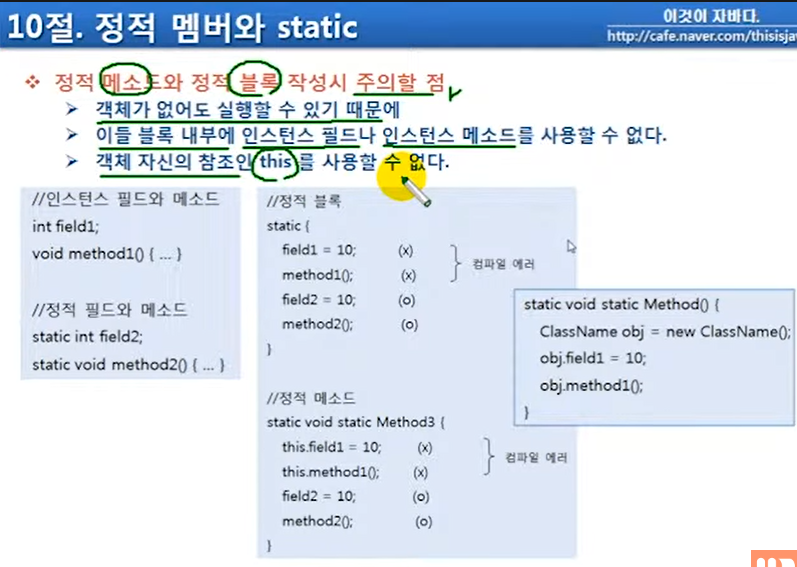 10절. 정적 멤버와 static
이것이 자바다.
http://cafe.naver.com/thisisjav
❖ 정적 메소드와 정적 블록 작성시 주의할 점
➤ 객체가 없어도 실행할 수 있기 때문에
➤ 이들 블록 내부에 인스턴스 필드나 인스턴스 메소드를 사용할 수 없다.
➤ 객체 자신의 참조인 this를 사용할 수 없다.
//인스턴스 필드와 메소드
int field1;
void method1() { ... }
//정적 필드와 메소드
static int field2;
static void method2() { ... }
//정적 블록
static {
field1 = 10; (x)
method1(); (x)
컴파일 에러
field2 = 10; (o)
method2(); (o)
}
//정적 메소드
static void static Method3 {
this.field1 = 10; (x)
this.method1(); (x)
컴파일 에러
field2 = 10; (o)
method2(); (o)
}
static void static Method() {
ClassName obj = new ClassName();
obj.field1 = 10;
obj.method1();
}